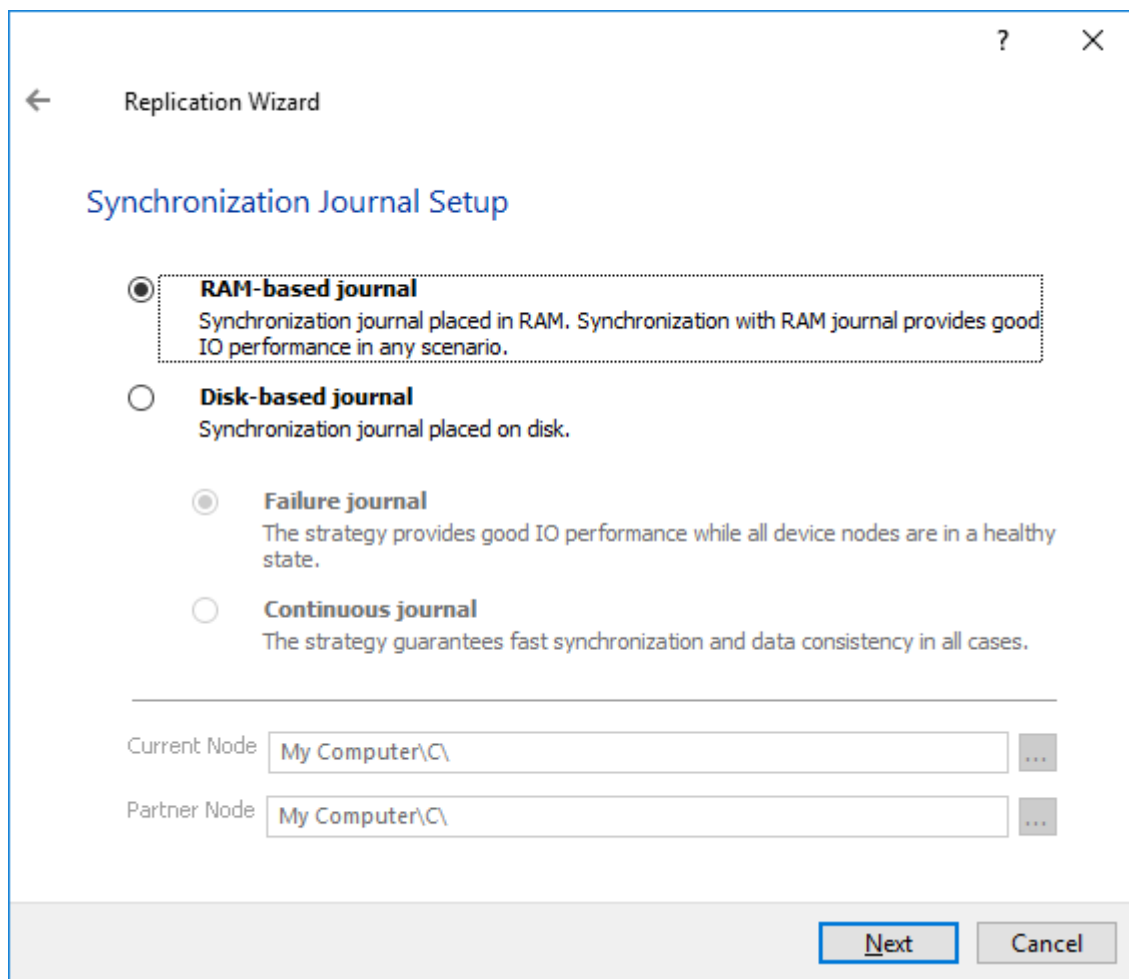 ?
Replication Wizard
Synchronization Journal Setup
RAM-based journal
Synchronization journal placed in RAM. Synchronization with RAM journal provides good
IO performance in any scenario.
Disk-based journal
Synchronization journal placed on disk.
Failure journal
The strategy provides good IO performance while all device nodes are in a healthy
state.
Continuous journal
The strategy guarantees fast synchronization and data consistency in all cases.
Current Node My Computer\C\ ...
Partner Node My Computer\C\ ...
Next Cancel